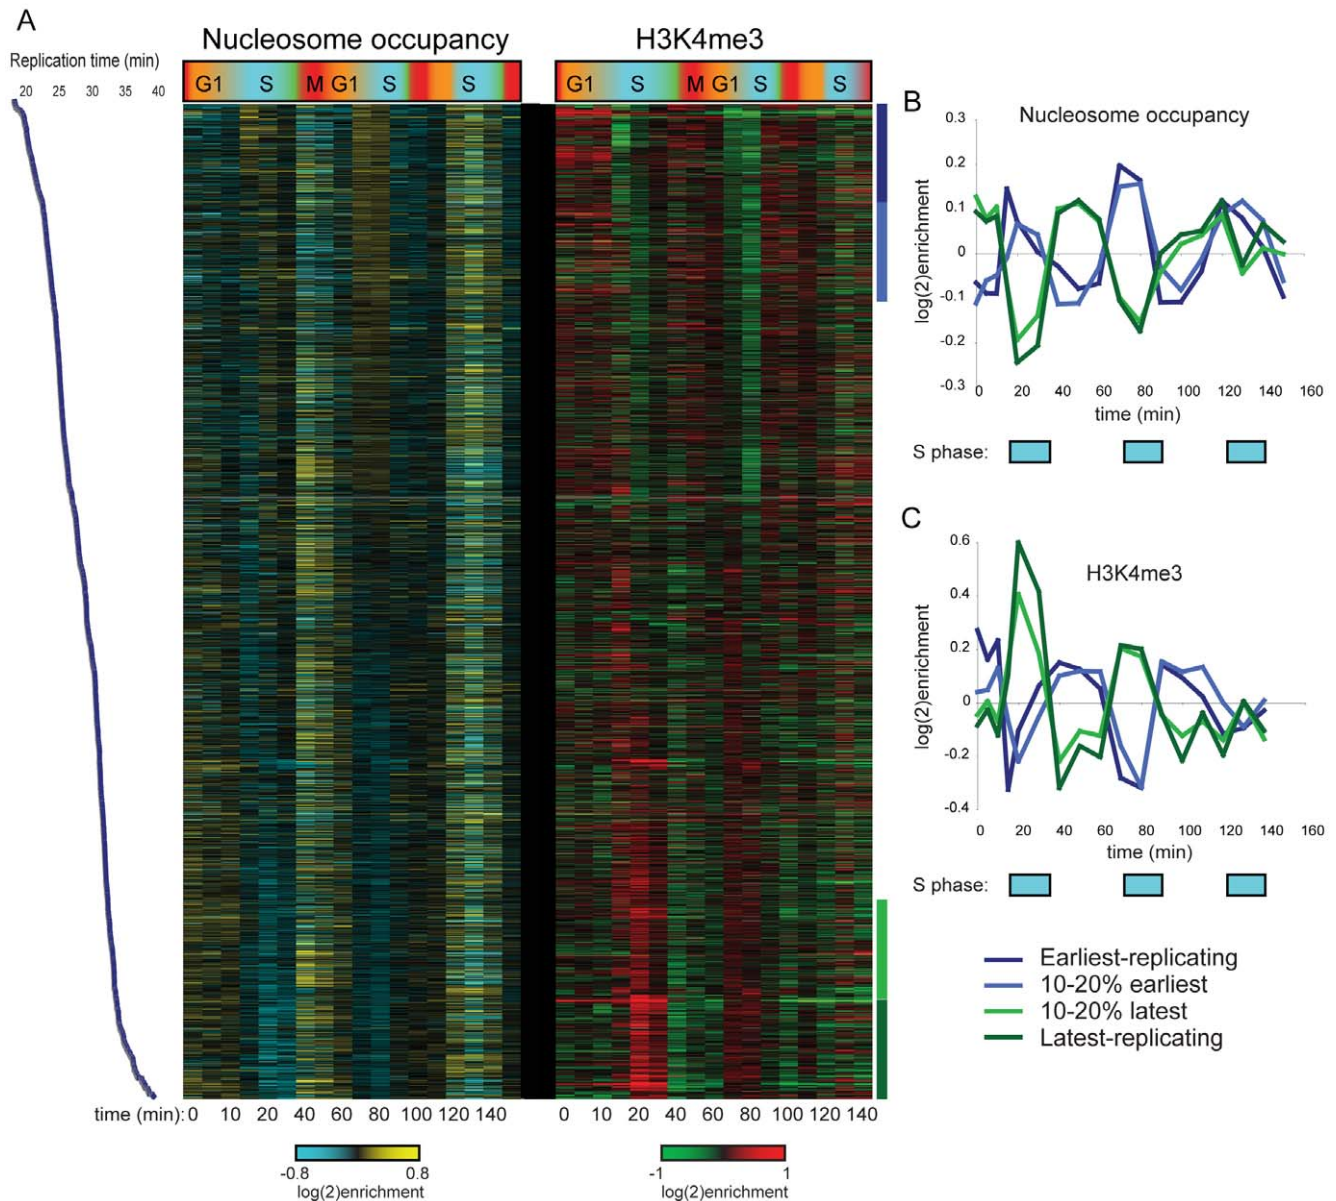 A
Replication time (min)
20 25 30 35 40
Nucleosome occupancy
G1 S M G1 S S
H3K4me3
G1 S M G1 S S
time (min): 0 10 20 40 60 80 100 120 140
0 10 20 40 60 80 100 120 140
-0.8 0.8
log(2)enrichment
-1 1
log(2)enrichment
B
Nucleosome occupancy
log(2)enrichment
0.3
0.2
0.1
0
-0.1
-0.2
-0.3
0 20 40 60 80 100 120 140 160
time (min)
S phase:
C
H3K4me3
log(2)enrichment
0.6
0.4
0.2
0
-0.2
-0.4
0 20 40 60 80 100 120 140 160
time (min)
S phase:
Earliest-replicating
10-20% earliest
10-20% latest
Latest-replicating